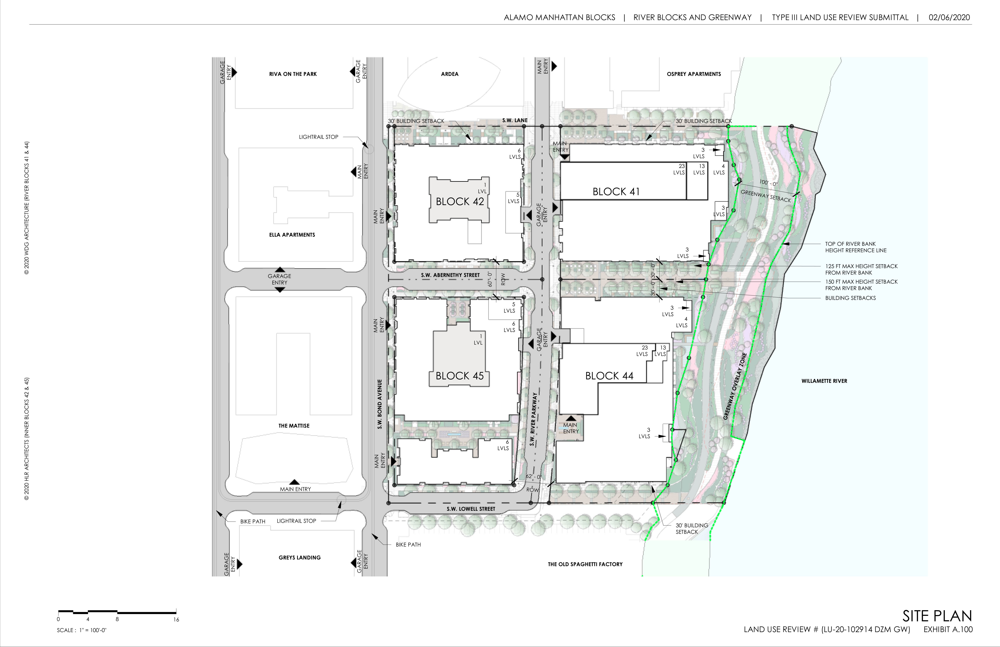 ALAMO MANHATTAN BLOCKS | RIVER BLOCKS AND GREENWAY | TYPE III LAND USE REVIEW SUBMITTAL | 02/06/2020
© 2020 WDG ARCHITECTURE (RIVER BLOCKS 41 & 44)
© 2020 HLR ARCHITECTS (INNER BLOCKS 42 & 45)
GARAGE
ENTRY
RIVA ON THE PARK
GARAGE
ENTRY
ARDEA
MAIN
ENTRY
OSPREY APARTMENTS
30' BUILDING SETBACK
S.W. LANE
30' BUILDING SETBACK
LIGHTRAIL STOP
MAIN
ENTRY
6
LVLS
MAIN
ENTRY
3
LVLS
23
LVLS
13
LVLS
4
LVLS
BLOCK 41
100' - 0"
GREENWAY SETBACK
1
LVL
BLOCK 42
5
LVLS
3
LVLS
MAIN
ENTRY
GARAGE
ENTRY
ELLA APARTMENTS
TOP OF RIVER BANK
HEIGHT REFERENCE LINE
3
LVLS
125 FT MAX HEIGHT SETBACK
FROM RIVER BANK
150 FT MAX HEIGHT SETBACK
FROM RIVER BANK
BUILDING SETBACKS
GARAGE
ENTRY
S.W. ABERNETHY STREET
60' - 0"
ROW
30' - 0"
30' - 0"
5
LVLS
6
LVLS
3
LVLS
4
LVLS
MAIN
ENTRY
1
LVL
GARAGE
ENTRY
23
LVLS
13
LVLS
BLOCK 45
BLOCK 44
GREENWAY OVERLAY ZONE
WILLAMETTE RIVER
S.W. BOND AVENUE
S.W. RIVER PARKWAY
THE MATTISE
MAIN
ENTRY
3
LVLS
6
LVLS
MAIN
ENTRY
62' - 0"
ROW
MAIN ENTRY
S.W. LOWELL STREET
BIKE PATH
LIGHTRAIL STOP
30' BUILDING
SETBACK
BIKE PATH
GARAGE
ENTRY
GREYS LANDING
GARAGE
ENTRY
THE OLD SPAGHETTI FACTORY
0 4 8 16
SCALE : 1" = 100'-0"
SITE PLAN
LAND USE REVIEW # (LU-20-102914 DZM GW) EXHIBIT A.100